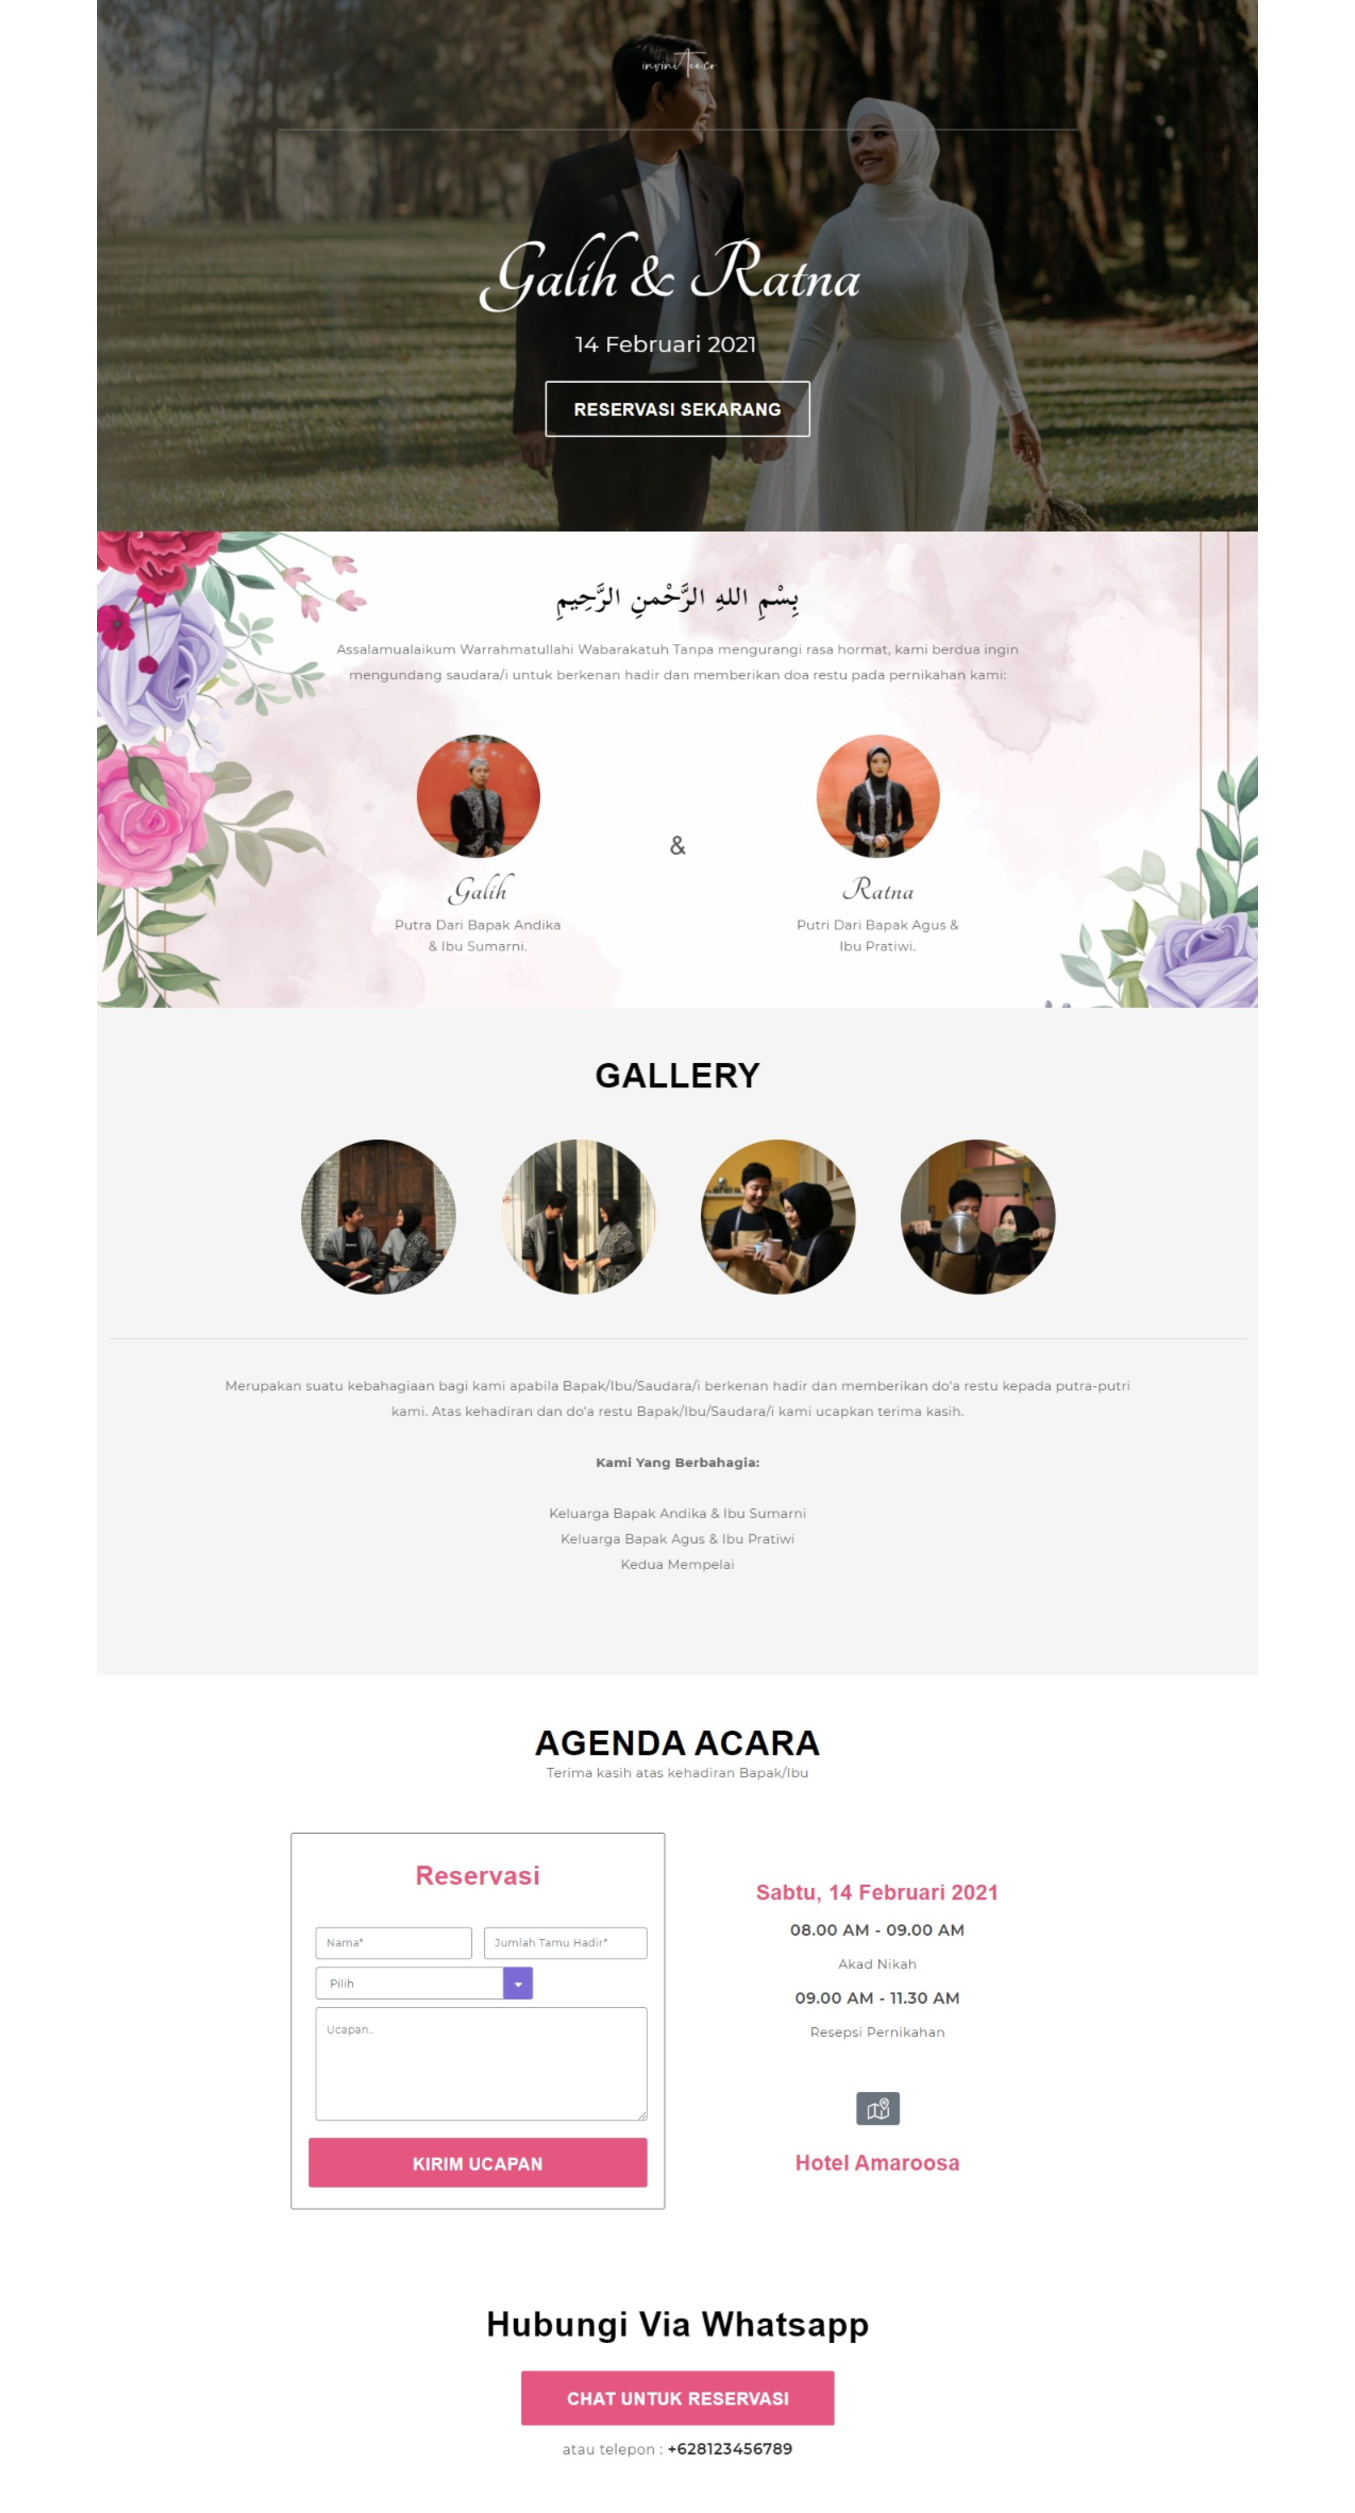 invinitee.co
Galih & Ratna
14 Februari 2021
RESERVASI SEKARANG
بِسْمِ اللهِ الرَّحْمنِ الرَّحِيمِ
Assalamualaikum Warrahmatullahi Wabarakatuh Tanpa mengurangi rasa hormat, kami berdua ingin
mengundang saudara/i untuk berkenan hadir dan memberikan doa restu pada pernikahan kami:
Galih
Putra Dari Bapak Andika
& Ibu Sumarni.
&
Ratna
Putri Dari Bapak Agus &
Ibu Pratiwi.
GALLERY
Merupakan suatu kebahagiaan bagi kami apabila Bapak/Ibu/Saudara/i berkenan hadir dan memberikan do'a restu kepada putra-putri
kami. Atas kehadiran dan do'a restu Bapak/Ibu/Saudara/i kami ucapkan terima kasih.
Kami Yang Berbahagia:
Keluarga Bapak Andika & Ibu Sumarni
Keluarga Bapak Agus & Ibu Pratiwi
Kedua Mempelai
AGENDA ACARA
Terima kasih atas kehadiran Bapak/Ibu
Reservasi
Nama*
Jumlah Tamu Hadir*
Pilih
Ucapan..
KIRIM UCAPAN
Sabtu, 14 Februari 2021
08.00 AM - 09.00 AM
Akad Nikah
09.00 AM - 11.30 AM
Resepsi Pernikahan
Hotel Amaroosa
Hubungi Via Whatsapp
CHAT UNTUK RESERVASI
atau telepon : +628123456789